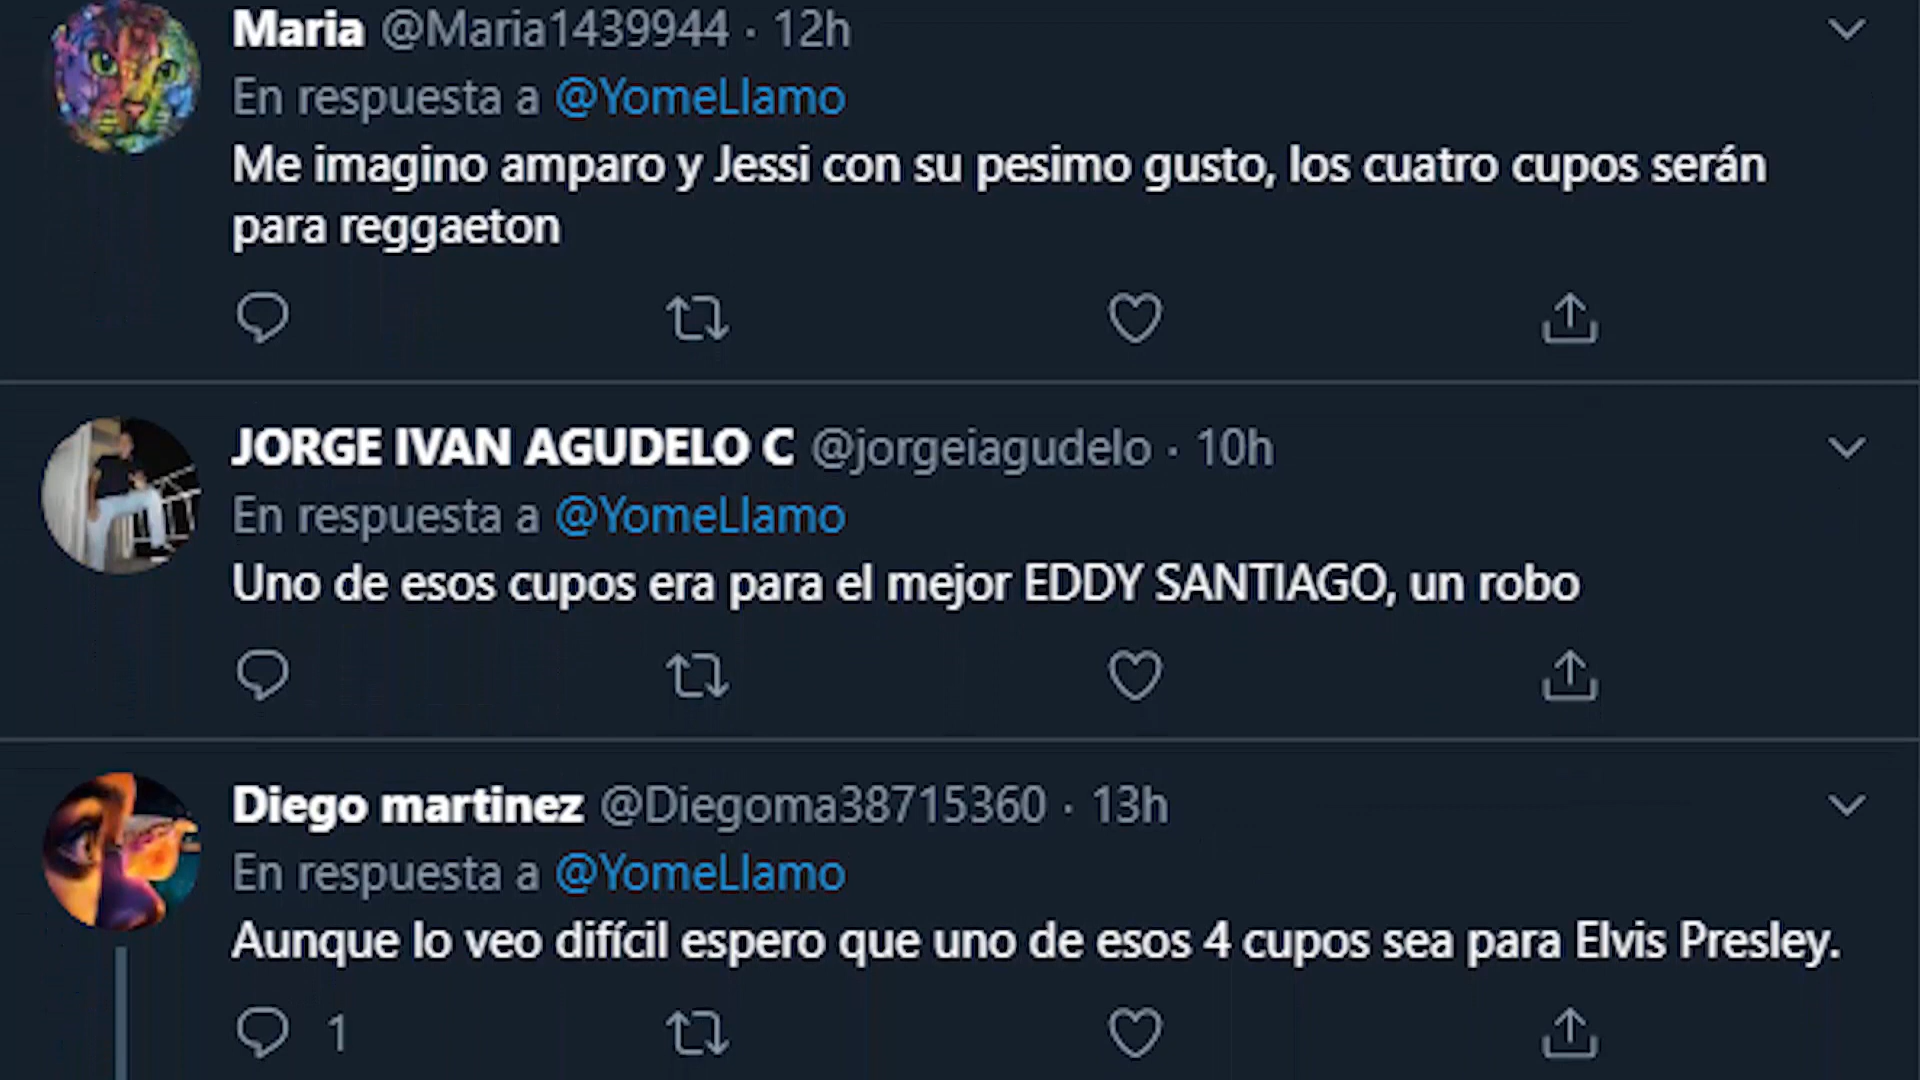 Maria @Maria1439944 · 12h
En respuesta a @YomeLlamo
Me imagino amparo y Jessi con su pesimo gusto, los cuatro cupos serán
para reggaeton
JORGE IVAN AGUDELO C @jorgeiagudelo · 10h
En respuesta a @YomeLlamo
Uno de esos cupos era para el mejor EDDY SANTIAGO, un robo
Diego martinez @Diegoma38715360 · 13h
En respuesta a @YomeLlamo
Aunque lo veo difícil espero que uno de esos 4 cupos sea para Elvis Presley.
1